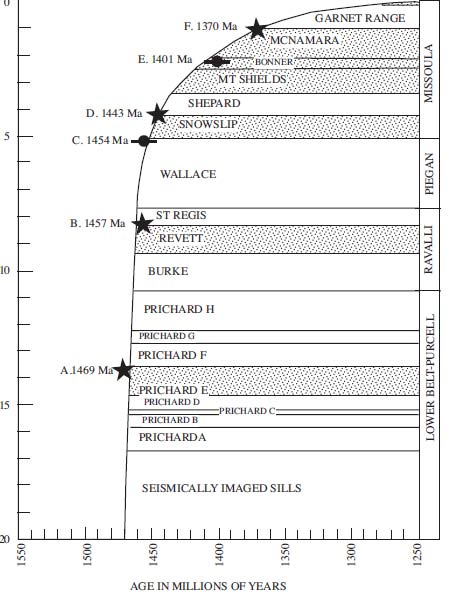 0
GARNET RANGE
F. 1370 Ma
MCNAMARA
E. 1401 Ma
BONNER
MT SHIELDS
MISSOULA
SHEPARD
D. 1443 Ma
SNOWSLIP
5
C. 1454 Ma
WALLACE
PIEGAN
ST REGIS
B. 1457 Ma
REVETT
RAVALLI
10
BURKE
PRICHARD H
PRICHARD G
PRICHARD F
A.1469 Ma
PRICHARD E
PRICHARD D
15
PRICHARD C
PRICHARD B
PRICHARDA
LOWER BELT-PURCELL
SEISMICALLY IMAGED SILLS
20
1550 1500 1450 1400 1350 1300 1250
AGE IN MILLIONS OF YEARS